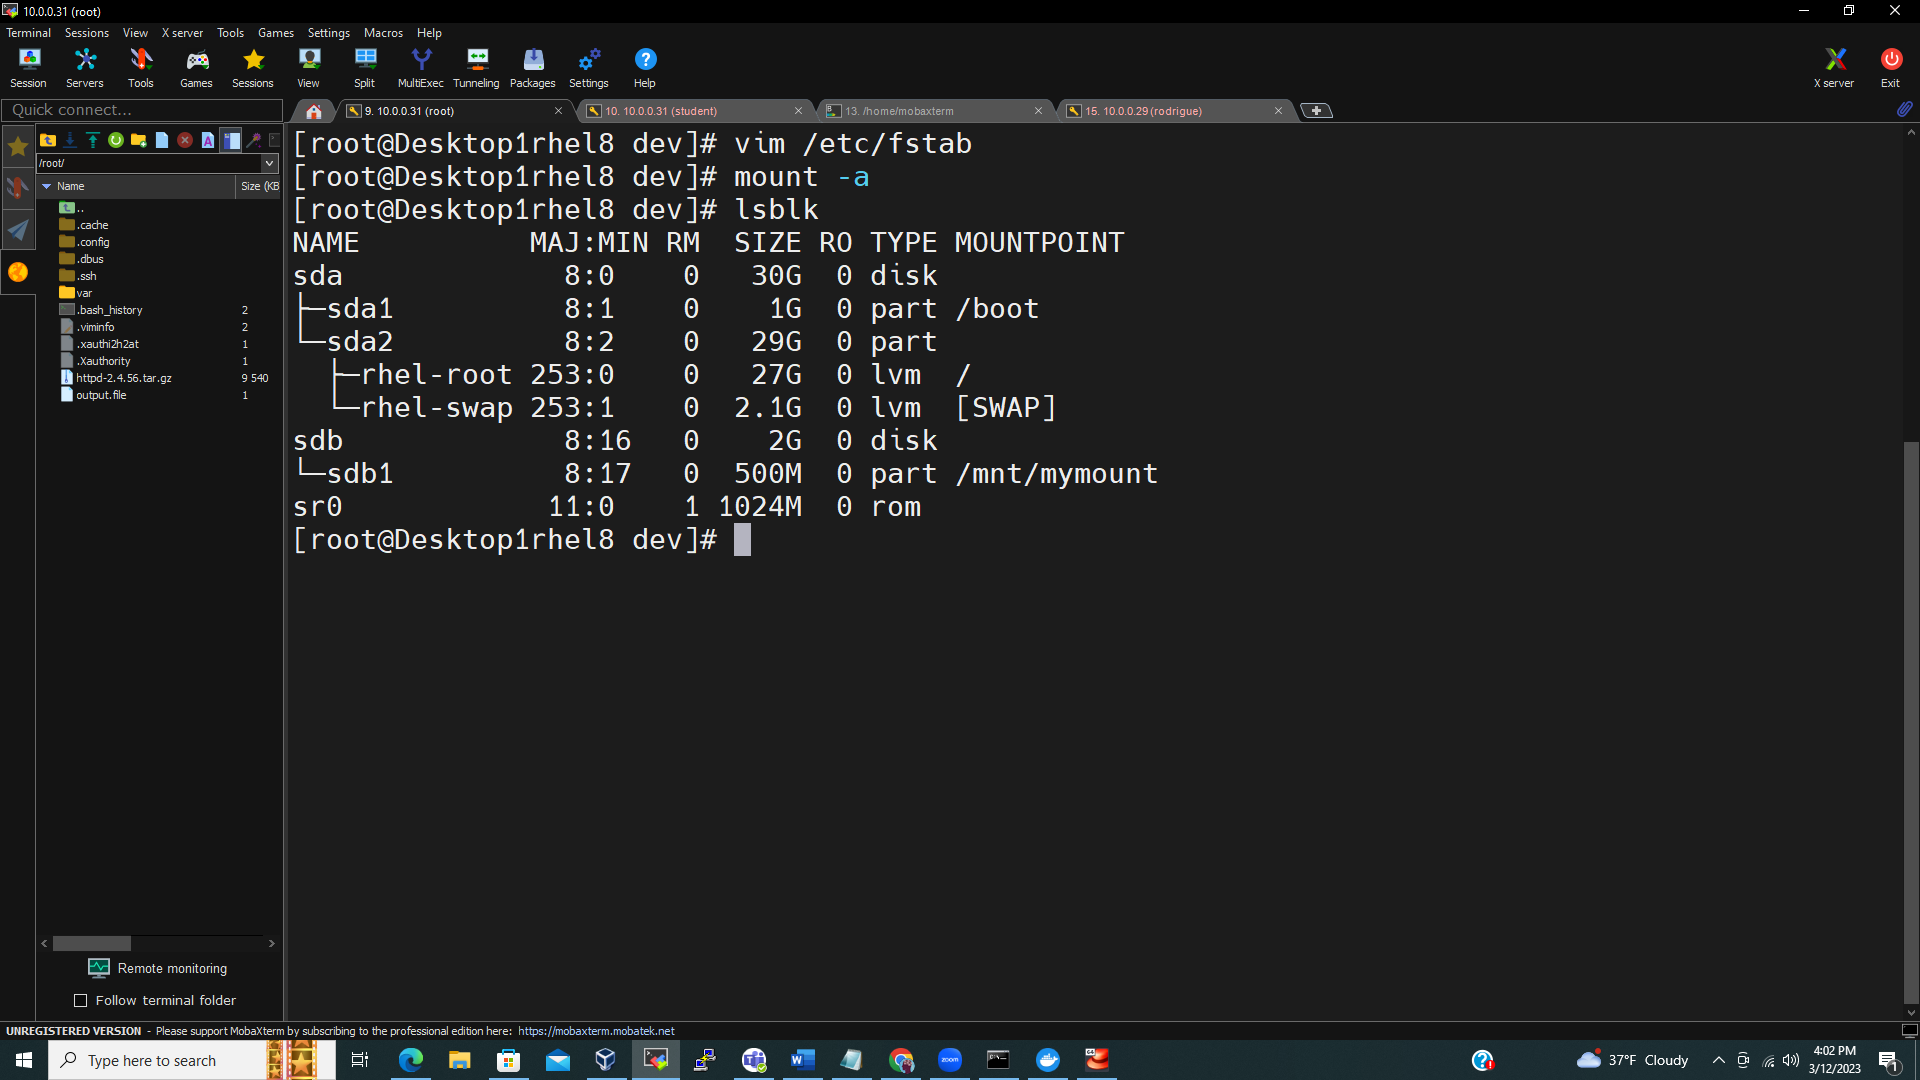 10.0.0.31 (root)
Terminal Sessions View X server Tools Games Settings Macros Help
Session Servers Tools Games Sessions View Split MultiExec Tunneling Packages Settings Help X server Exit
Quick connect...
9. 10.0.0.31 (root)
10. 10.0.0.31 (student)
13. /home/mobaxterm
15. 10.0.0.29 (rodrigue)
/root/
Name Size (KB
..
.cache
.config
.dbus
.ssh
var
.bash_history 2
.viminfo 2
.xauthi2h2at 1
.Xauthority 1
httpd-2.4.56.tar.gz 9 540
output.file 1
Remote monitoring
Follow terminal folder
[root@Desktop1rhel8 dev]# vim /etc/fstab
[root@Desktop1rhel8 dev]# mount -a
[root@Desktop1rhel8 dev]# lsblk
NAME MAJ:MIN RM SIZE RO TYPE MOUNTPOINT
sda 8:0 0 30G 0 disk
├─sda1 8:1 0 1G 0 part /boot
└─sda2 8:2 0 29G 0 part
├─rhel-root 253:0 0 27G 0 lvm /
└─rhel-swap 253:1 0 2.1G 0 lvm [SWAP]
sdb 8:16 0 2G 0 disk
└─sdb1 8:17 0 500M 0 part /mnt/mymount
sr0 11:0 1 1024M 0 rom
[root@Desktop1rhel8 dev]#
UNREGISTERED VERSION - Please support MobaXterm by subscribing to the professional edition here: https://mobaxterm.mobatek.net
Type here to search
zoom
37°F Cloudy
4:02 PM
3/12/2023
1